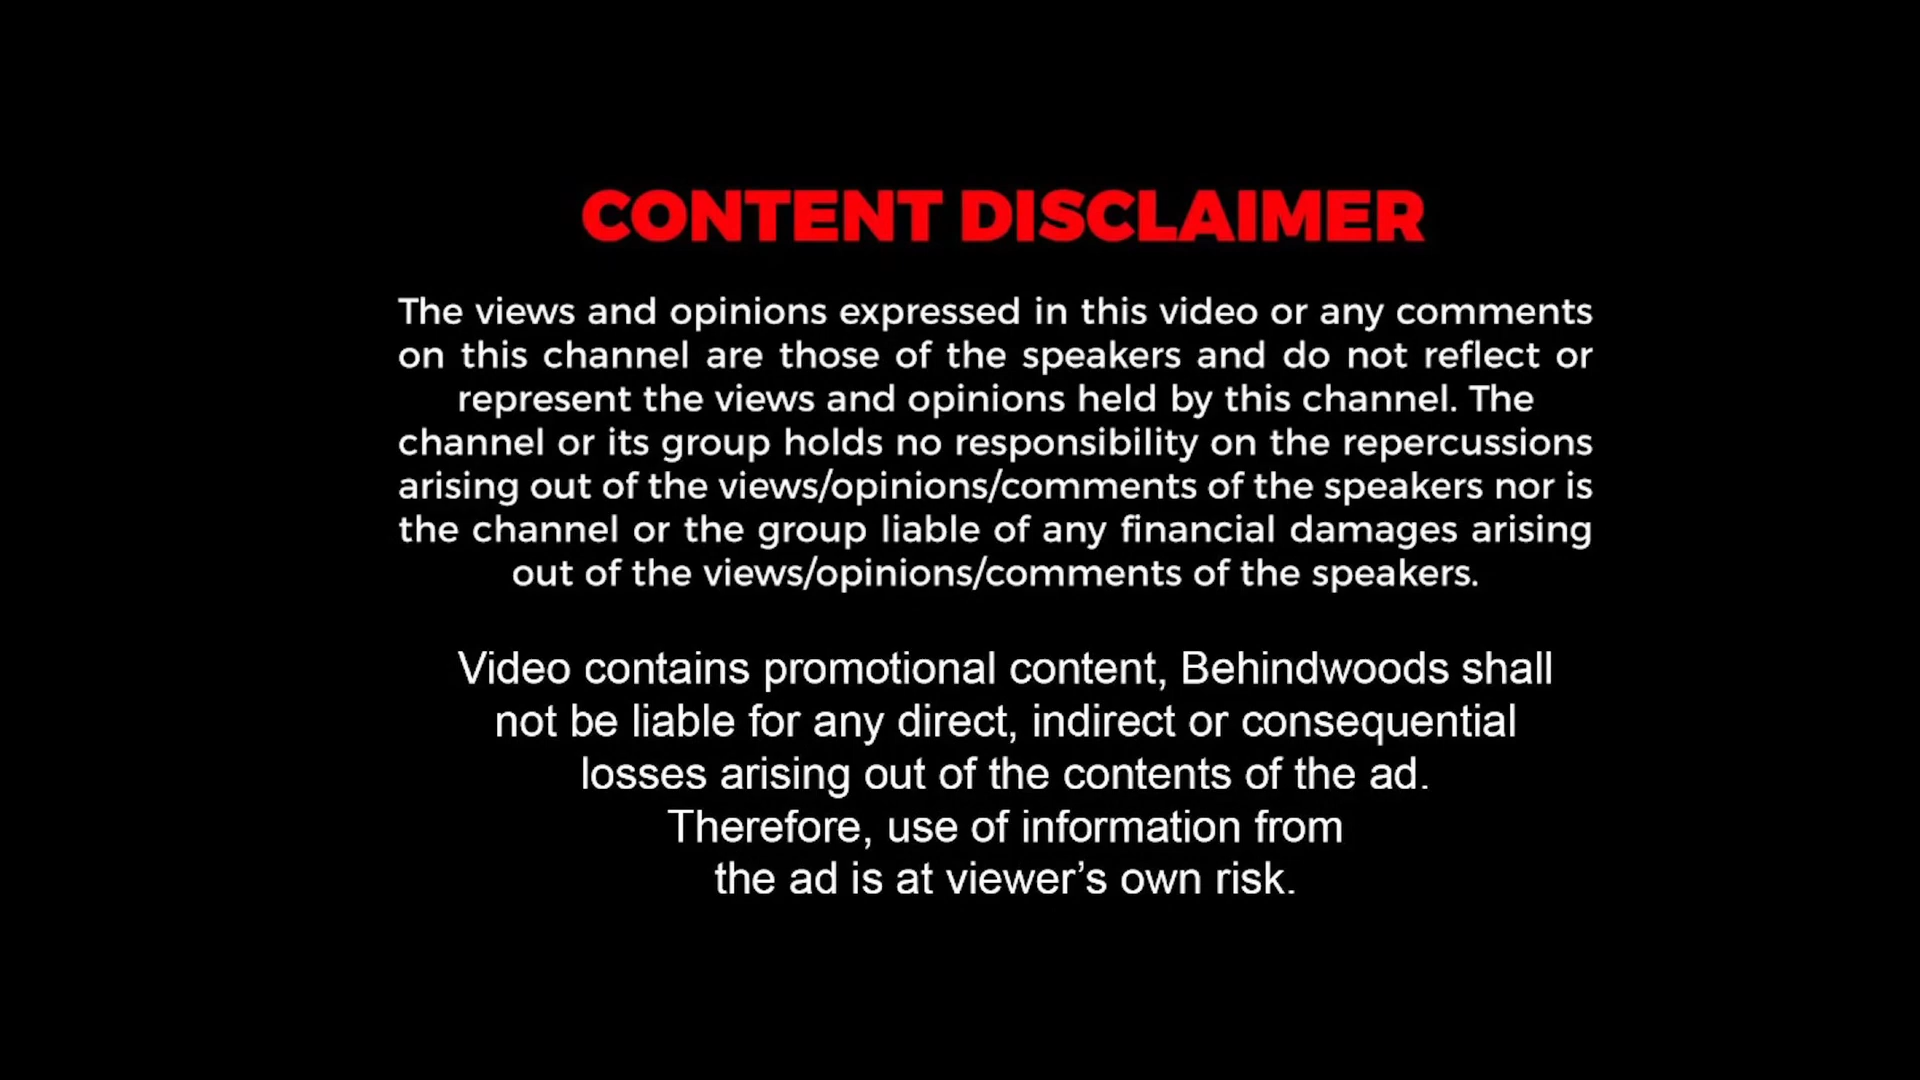 CONTENT DISCLAIMER
The views and opinions expressed in this video or any comments
on this channel are those of the speakers and do not reflect or
represent the views and opinions held by this channel. The
channel or its group holds no responsibility on the repercussions
arising out of the views/opinions/comments of the speakers nor is
the channel or the group liable of any financial damages arising
out of the views/opinions/comments of the speakers.
Video contains promotional content, Behindwoods shall
not be liable for any direct, indirect or consequential
losses arising out of the contents of the ad.
Therefore, use of information from
the ad is at viewer’s own risk.